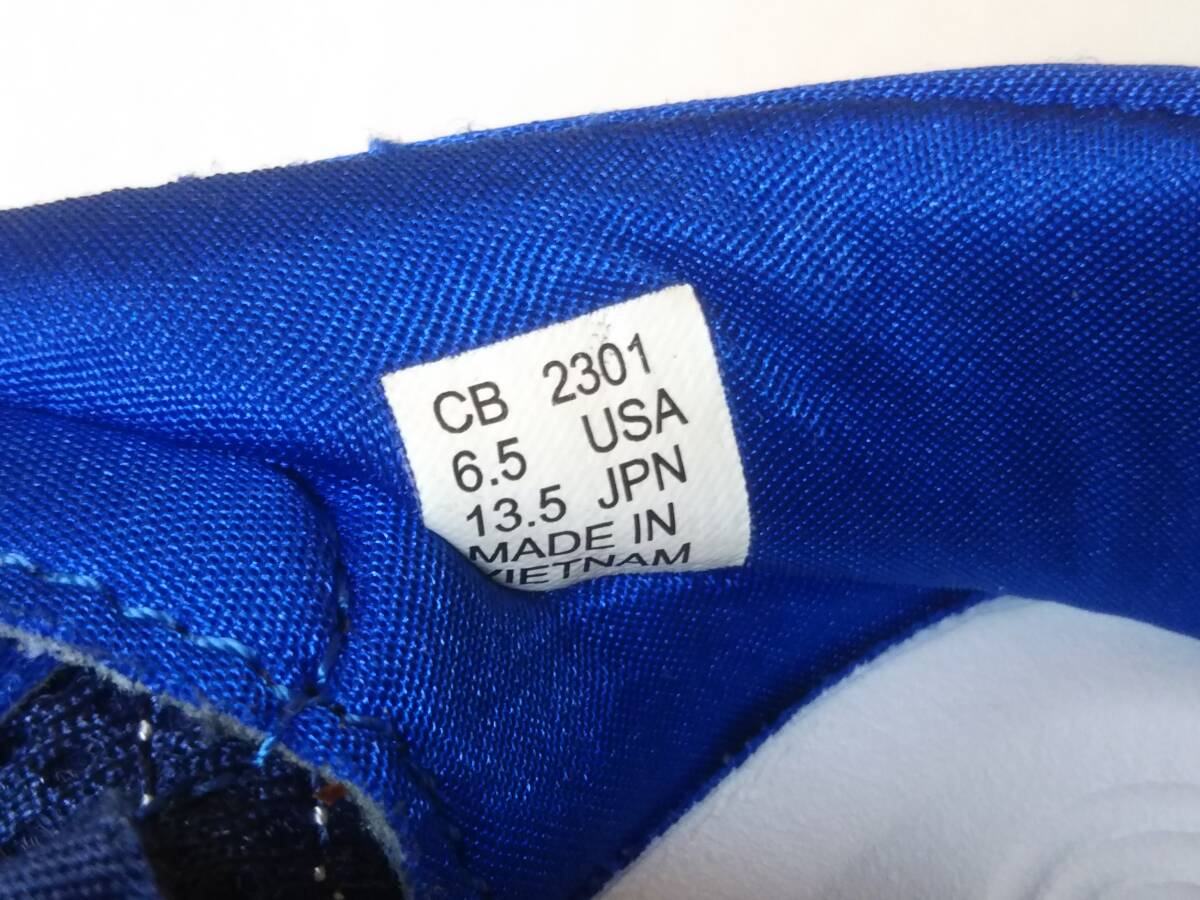 CB 2301
6.5 USA
13.5 JPN
MADE IN
VIETNAM